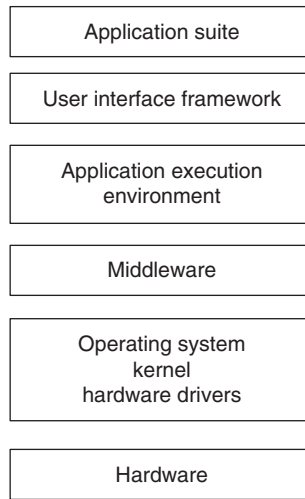 Application suite
User interface framework
Application execution
environment
Middleware
Operating system
kernel
hardware drivers
Hardware